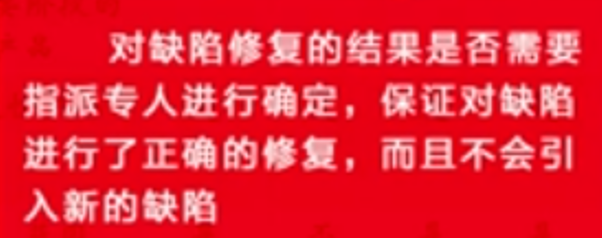 对缺陷修复的结果是否需要
指派专人进行确定，保证对缺陷
进行了正确的修复，而且不会引
入新的缺陷